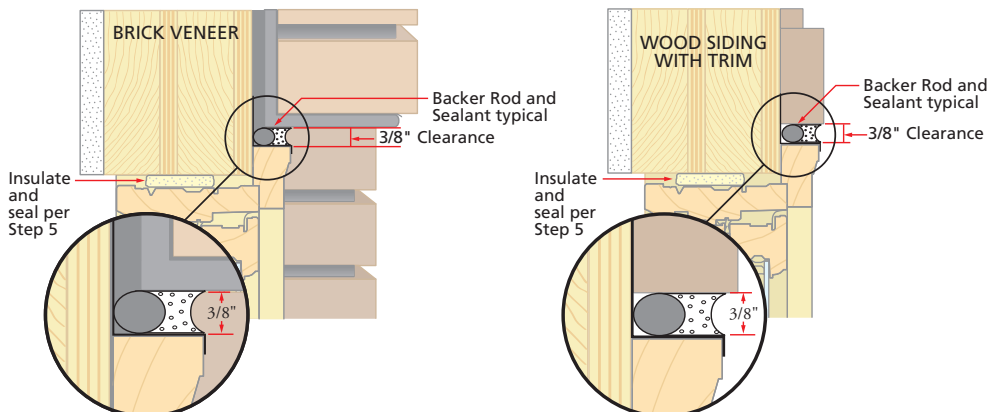 BRICK VENEER
Backer Rod and
Sealant typical
3/8" Clearance
Insulate
and
seal per
Step 5
3/8"
WOOD SIDING
WITH TRIM
Backer Rod and
Sealant typical
3/8" Clearance
Insulate
and
seal per
Step 5
3/8"